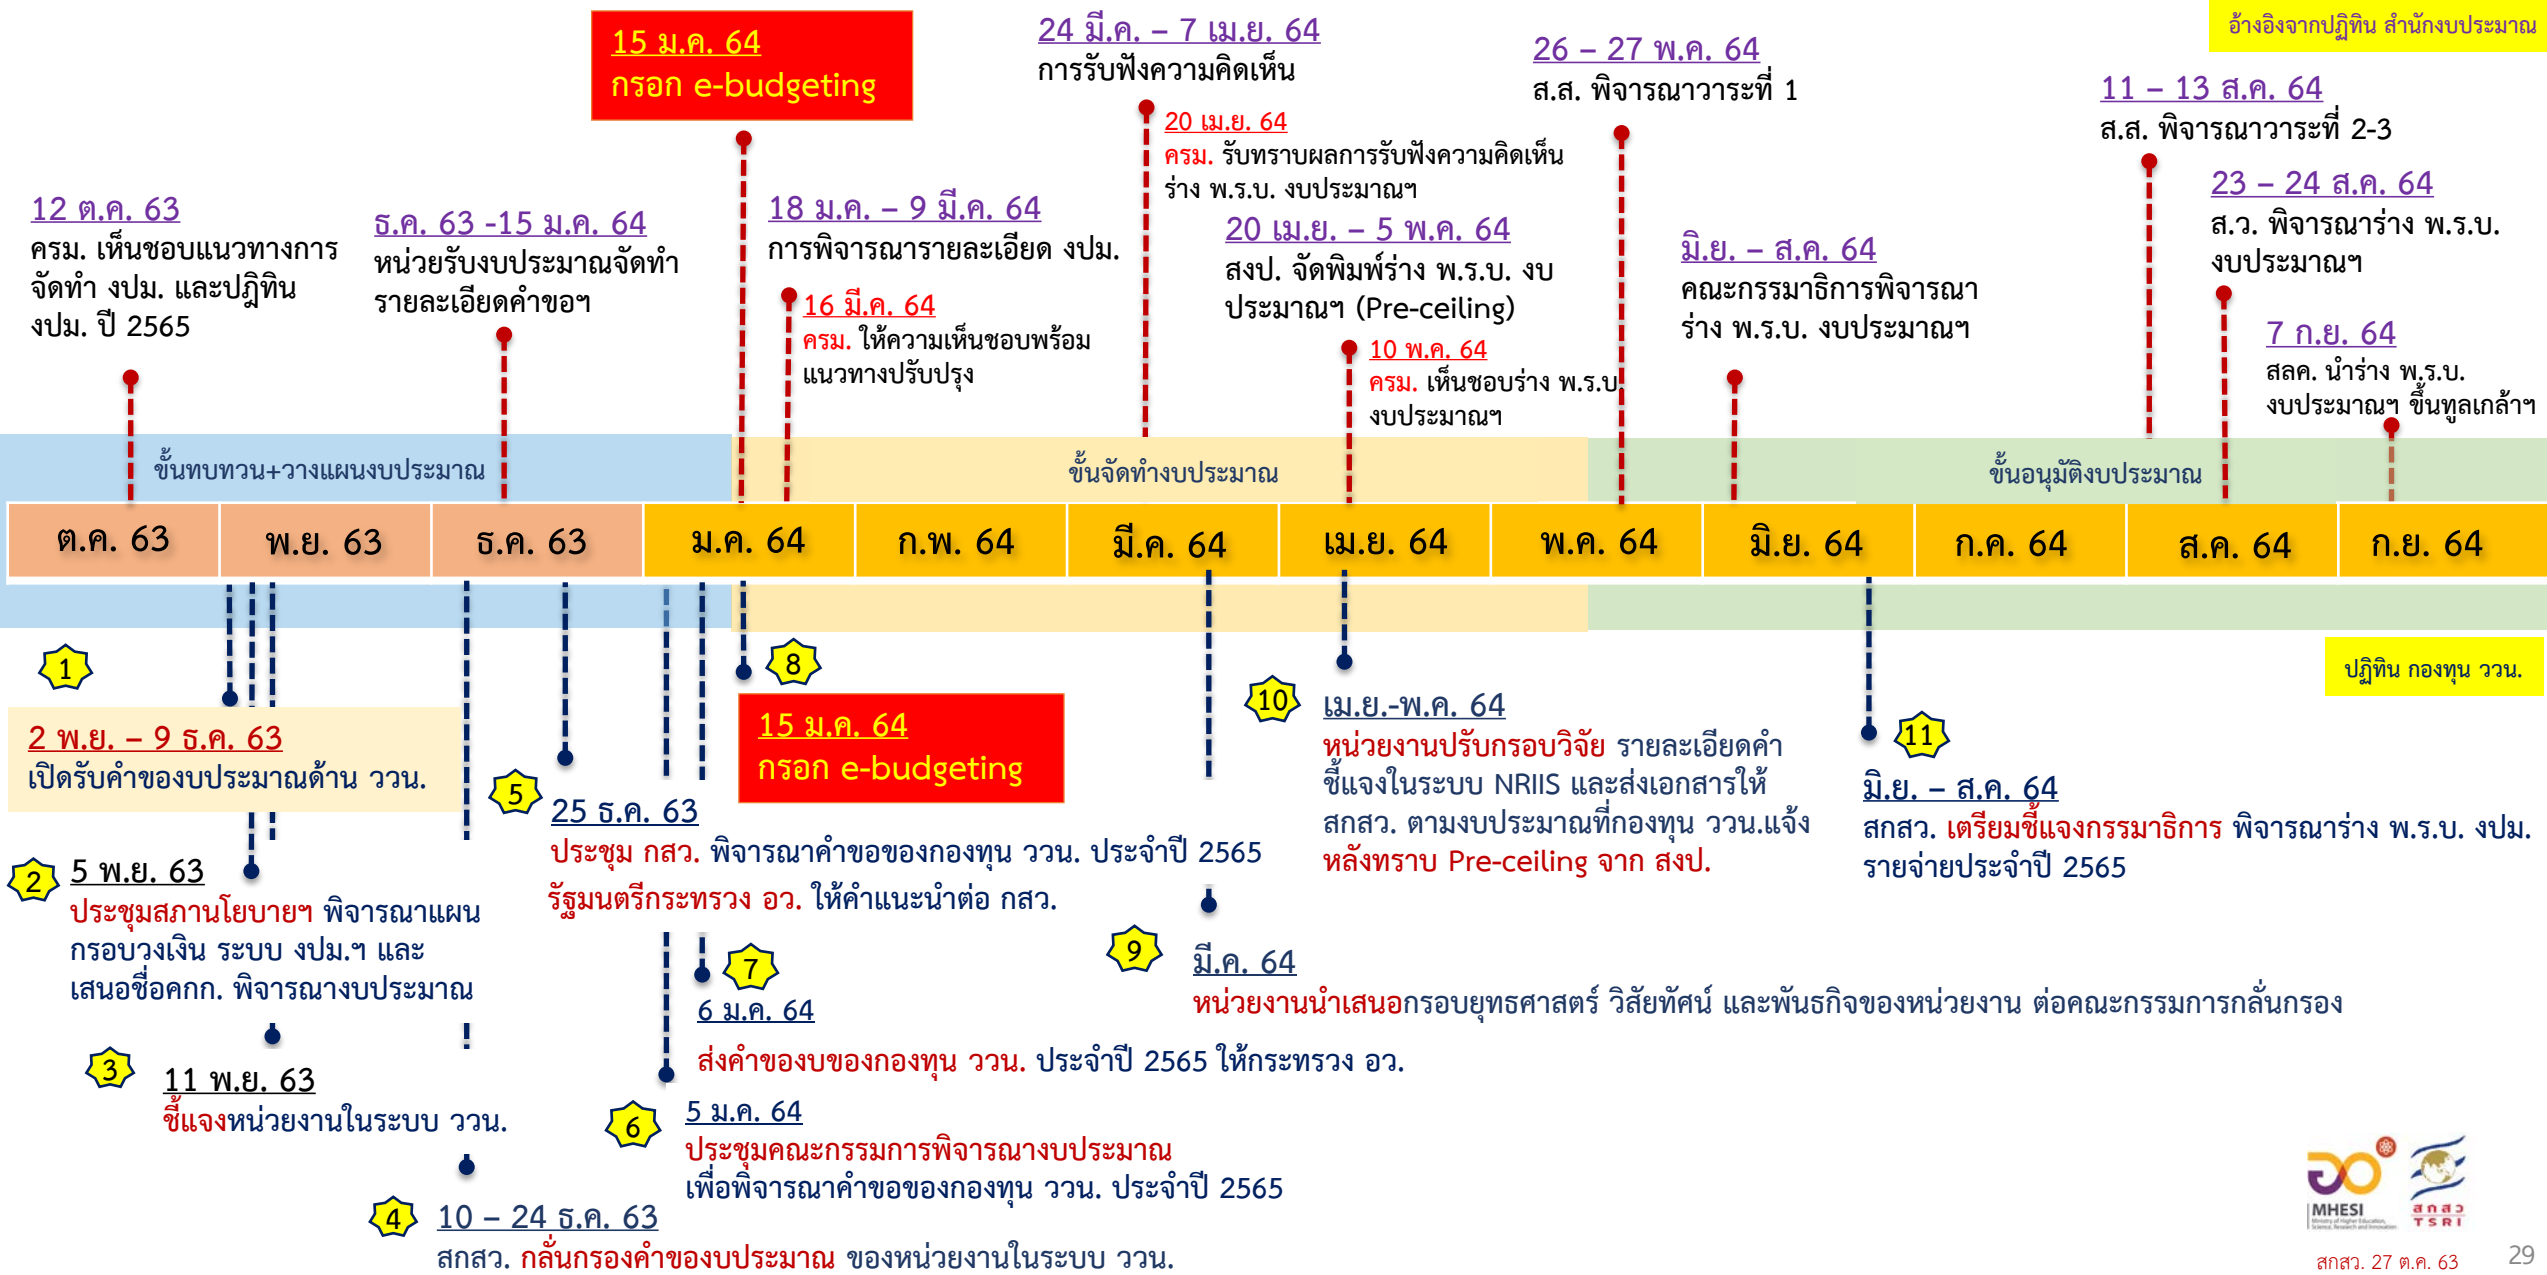 อ้างอิงจากปฏิทิน สำนักงบประมาณ
15 ม.ค. 64
กรอก e-budgeting
24 มี.ค. – 7 เม.ย. 64
การรับฟังความคิดเห็น
26 – 27 พ.ค. 64
ส.ส. พิจารณาวาระที่ 1
11 – 13 ส.ค. 64
ส.ส. พิจารณาวาระที่ 2-3
20 เม.ย. 64
ครม. รับทราบผลการรับฟังความคิดเห็น
ร่าง พ.ร.บ. งบประมาณฯ
12 ต.ค. 63
ครม. เห็นชอบแนวทางการ
จัดทำ งปม. และปฎิทิน
งปม. ปี 2565
ธ.ค. 63 -15 ม.ค. 64
หน่วยรับงบประมาณจัดทำ
รายละเอียดคำขอฯ
18 ม.ค. – 9 มี.ค. 64
การพิจารณารายละเอียด งปม.
16 มี.ค. 64
ครม. ให้ความเห็นชอบพร้อม
แนวทางปรับปรุง
20 เม.ย. – 5 พ.ค. 64
สงป. จัดพิมพ์ร่าง พ.ร.บ. งบ
ประมาณฯ (Pre-ceiling)
10 พ.ค. 64
ครม. เห็นชอบร่าง พ.ร.บ.
งบประมาณฯ
มิ.ย. – ส.ค. 64
คณะกรรมาธิการพิจารณา
ร่าง พ.ร.บ. งบประมาณฯ
23 – 24 ส.ค. 64
ส.ว. พิจารณาร่าง พ.ร.บ.
งบประมาณฯ
7 ก.ย. 64
สลค. นำร่าง พ.ร.บ.
งบประมาณฯ ขึ้นทูลเกล้าฯ
ขั้นทบทวน+วางแผนงบประมาณ
ขั้นจัดทำงบประมาณ
ขั้นอนุมัติงบประมาณ
ต.ค. 63
พ.ย. 63
ธ.ค. 63
ม.ค. 64
ก.พ. 64
มี.ค. 64
เม.ย. 64
พ.ค. 64
มิ.ย. 64
ก.ค. 64
ส.ค. 64
ก.ย. 64
ปฏิทิน กองทุน ววน.
1
2 พ.ย. – 9 ธ.ค. 63
เปิดรับคำของบประมาณด้าน ววน.
2
5 พ.ย. 63
ประชุมสภานโยบายฯ พิจารณาแผน
กรอบวงเงิน ระบบ งปม.ฯ และ
เสนอชื่อคกก. พิจารณางบประมาณ
3
11 พ.ย. 63
ชี้แจงหน่วยงานในระบบ ววน.
4
10 – 24 ธ.ค. 63
สกสว. กลั่นกรองคำของบประมาณ ของหน่วยงานในระบบ ววน.
5
25 ธ.ค. 63
ประชุม กสว. พิจารณาคำขอของกองทุน ววน. ประจำปี 2565
รัฐมนตรีกระทรวง อว. ให้คำแนะนำต่อ กสว.
6
5 ม.ค. 64
ประชุมคณะกรรมการพิจารณางบประมาณ
เพื่อพิจารณาคำขอของกองทุน ววน. ประจำปี 2565
7
6 ม.ค. 64
ส่งคำของบของกองทุน ววน. ประจำปี 2565 ให้กระทรวง อว.
8
15 ม.ค. 64
กรอก e-budgeting
9
มี.ค. 64
หน่วยงานนำเสนอกรอบยุทธศาสตร์ วิสัยทัศน์ และพันธกิจของหน่วยงาน ต่อคณะกรรมการกลั่นกรอง
10
เม.ย.-พ.ค. 64
หน่วยงานปรับกรอบวิจัย รายละเอียดคำ
ชี้แจงในระบบ NRIIS และส่งเอกสารให้
สกสว. ตามงบประมาณที่กองทุน ววน.แจ้ง
หลังทราบ Pre-ceiling จาก สงป.
11
มิ.ย. – ส.ค. 64
สกสว. เตรียมชี้แจงกรรมาธิการ พิจารณาร่าง พ.ร.บ. งปม.
รายจ่ายประจำปี 2565
MHESI
Ministry of Higher Education,
Science, Research and Innovation
สกสว
TSRI
สกสว. 27 ต.ค. 63
29